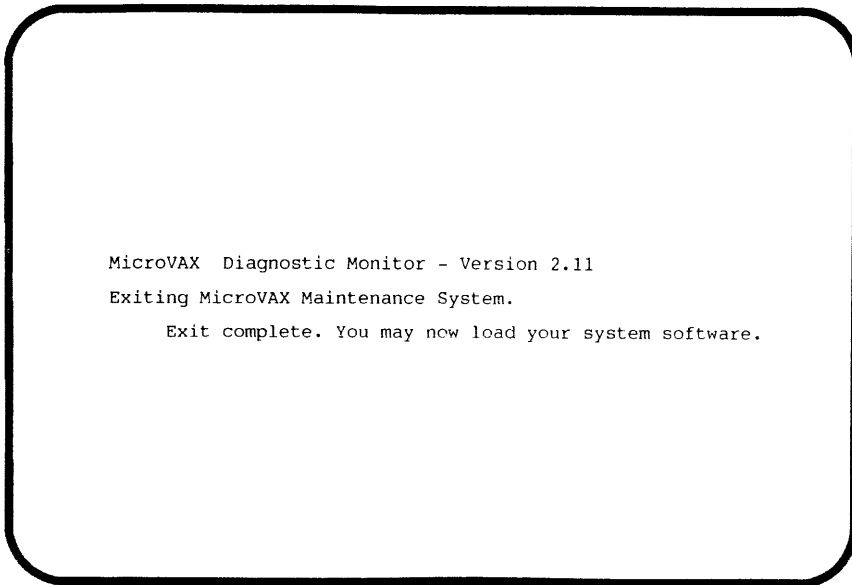 MicroVAX  Diagnostic Monitor - Version 2.11
Exiting MicroVAX Maintenance System.
Exit complete. You may now load your system software.